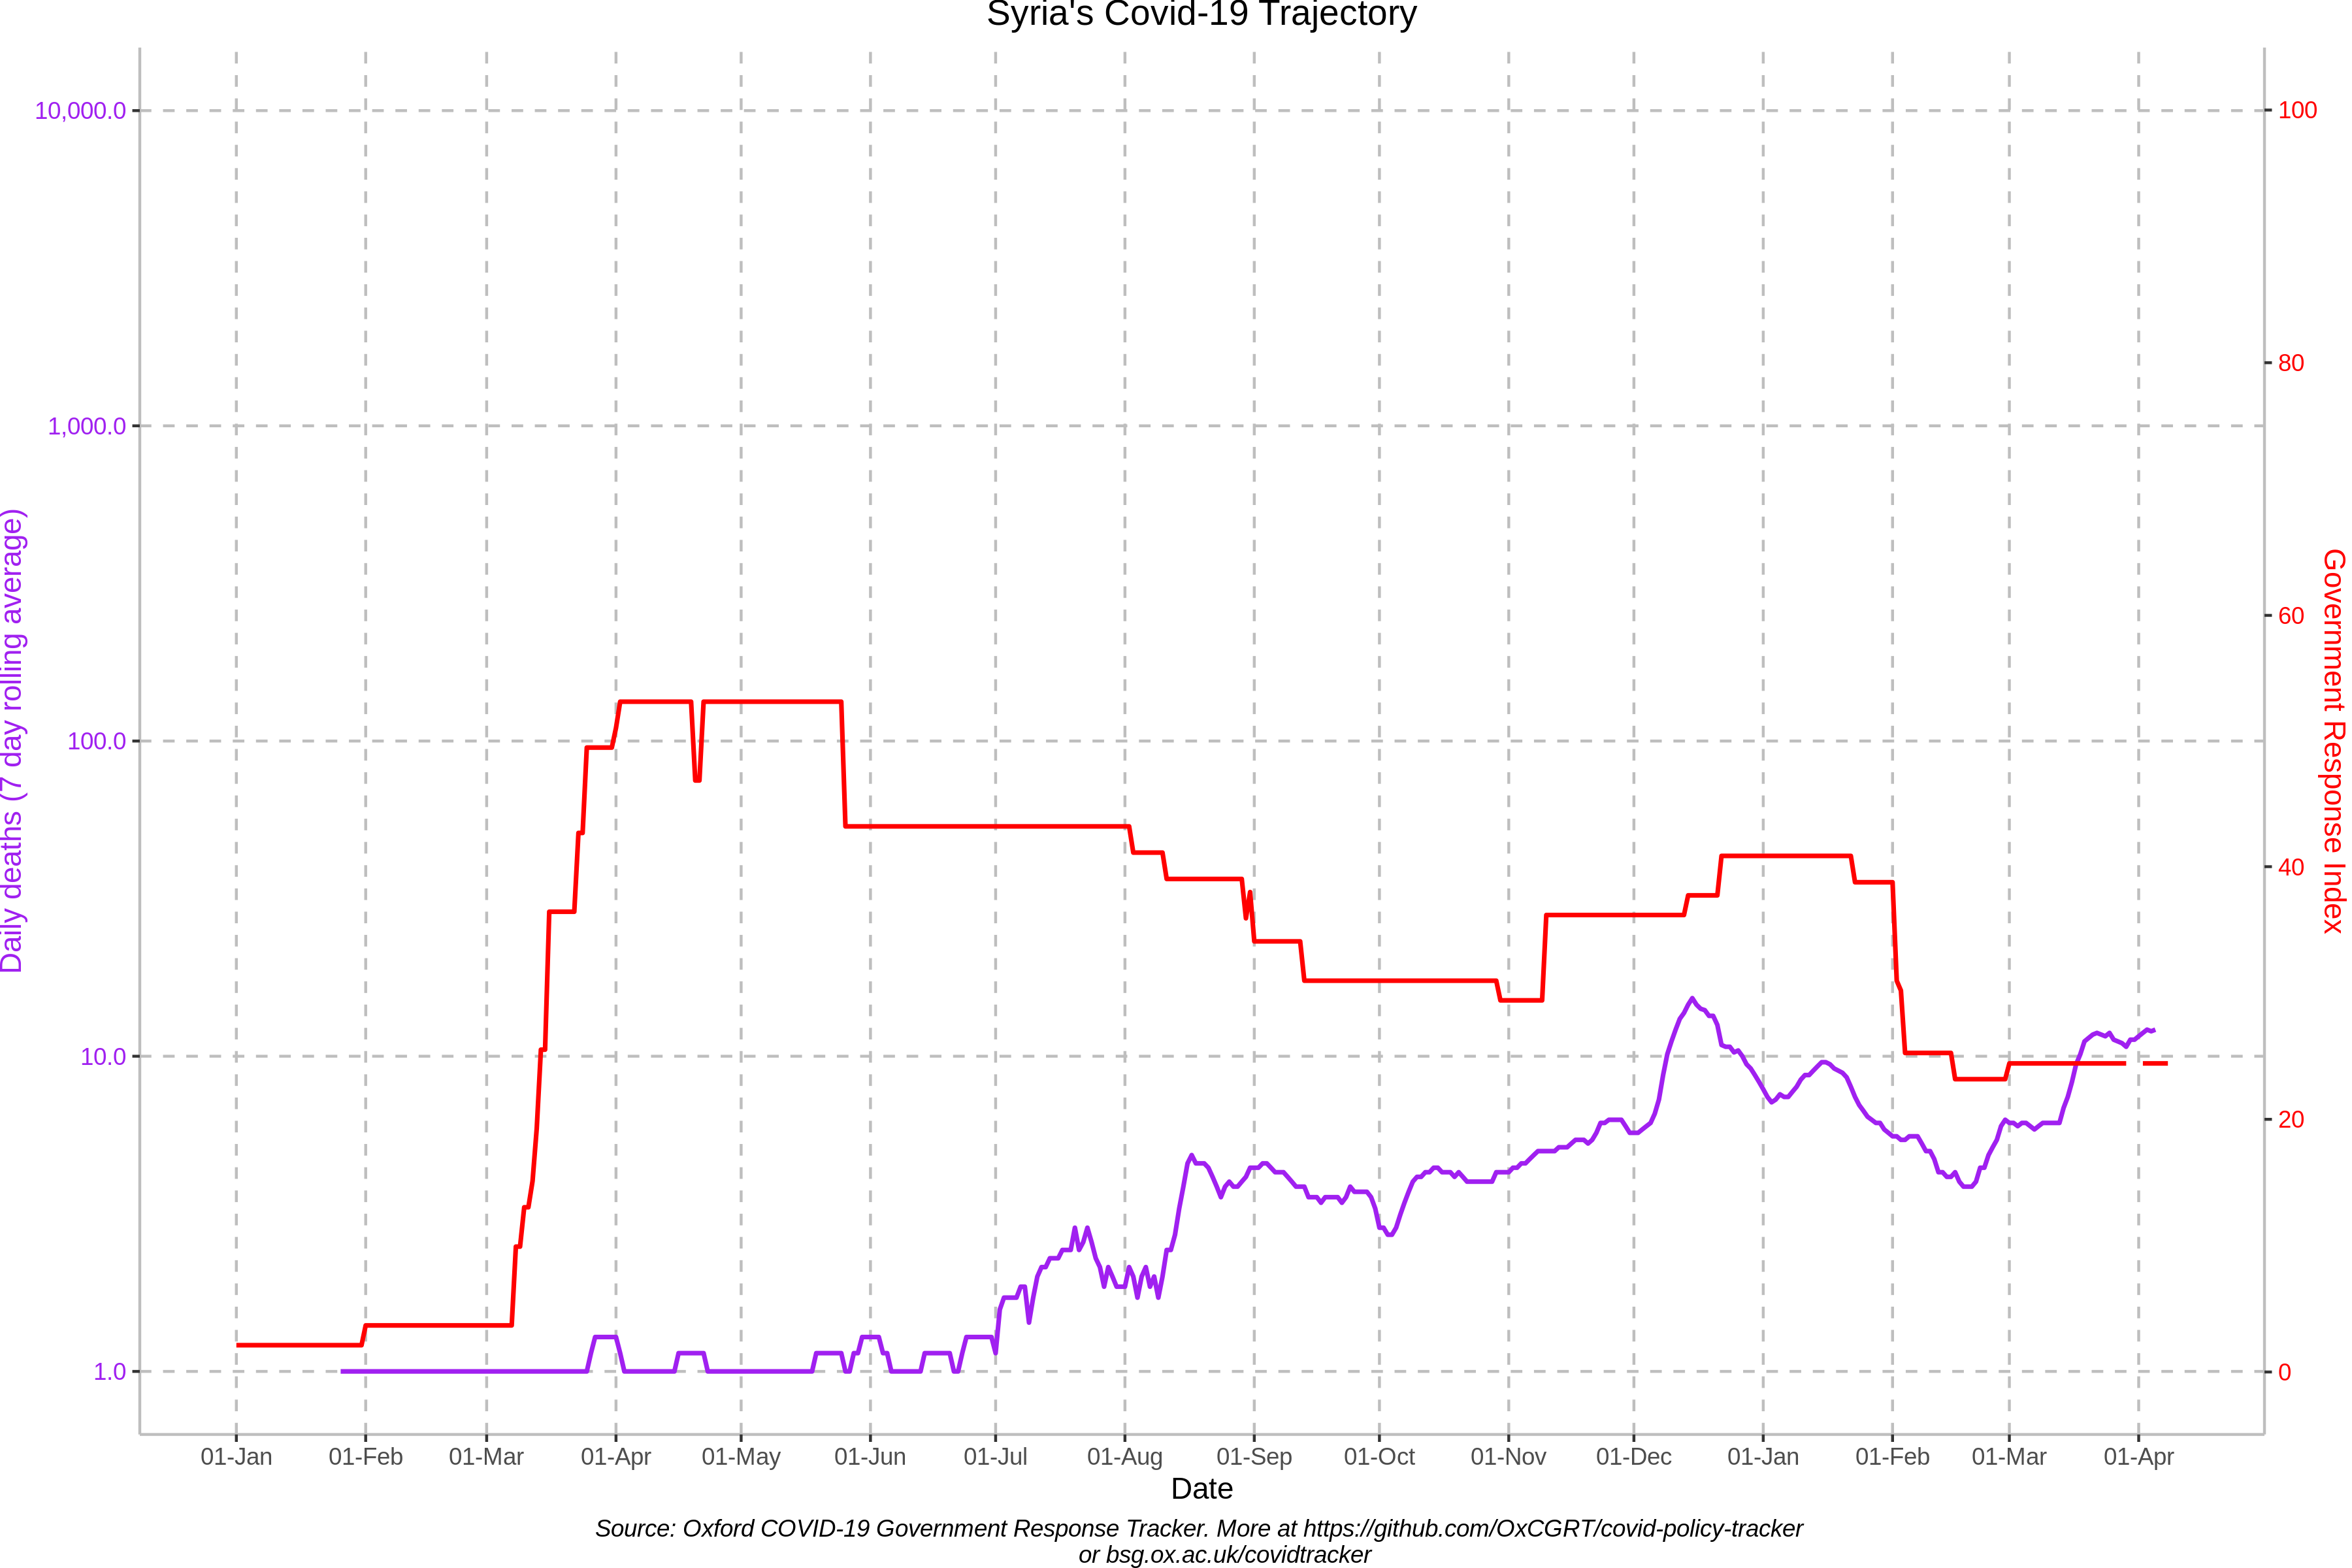 Syria's Covid-19 Trajectory
10,000.0
1,000.0
100.0
10.0
1.0
Daily deaths (7 day rolling average)
100
80
60
40
20
0
Government Response Index
01-Jan 01-Feb 01-Mar 01-Apr 01-May 01-Jun 01-Jul 01-Aug 01-Sep 01-Oct 01-Nov 01-Dec 01-Jan 01-Feb 01-Mar 01-Apr
Date
Source: Oxford COVID-19 Government Response Tracker. More at https://github.com/OxCGRT/covid-policy-tracker
or bsg.ox.ac.uk/covidtracker